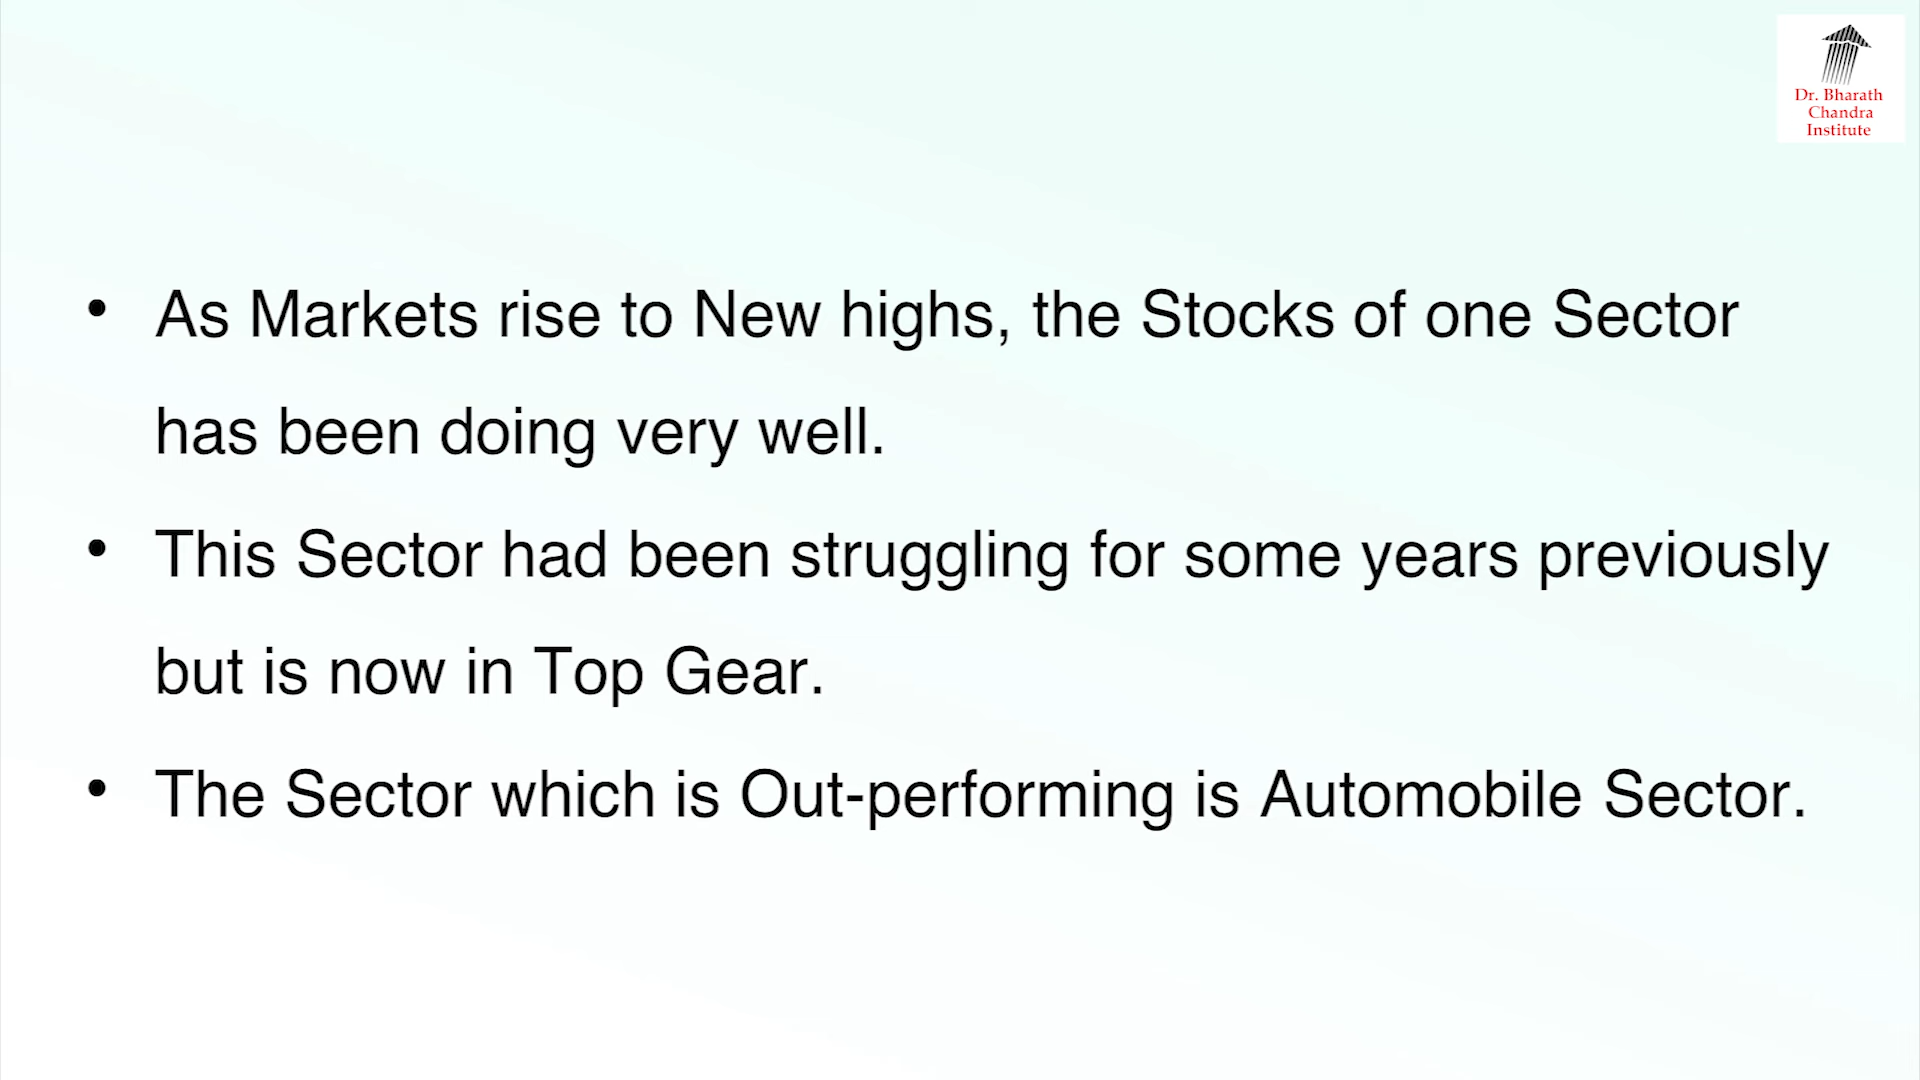 Dr. Bharath
Chandra
Institute
• As Markets rise to New highs, the Stocks of one Sector
has been doing very well.
• This Sector had been struggling for some years previously
but is now in Top Gear.
• The Sector which is Out-performing is Automobile Sector.